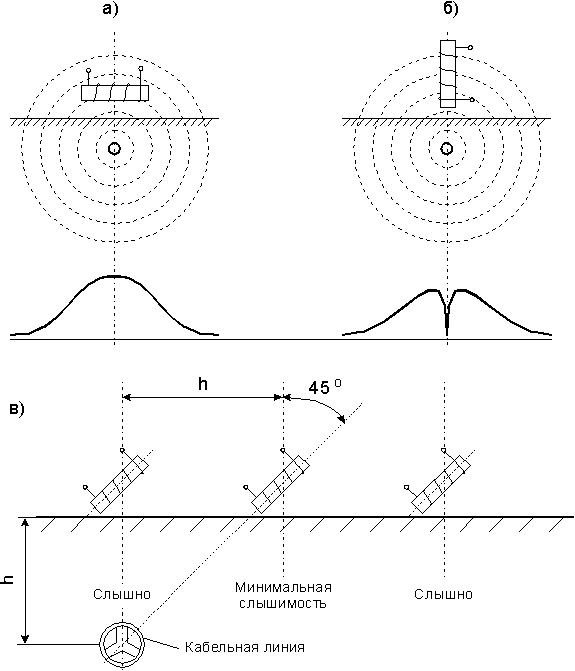 а)
б)
h
45 °
в)
h
Слышно
Минимальная
слышимость
Слышно
Кабельная линия